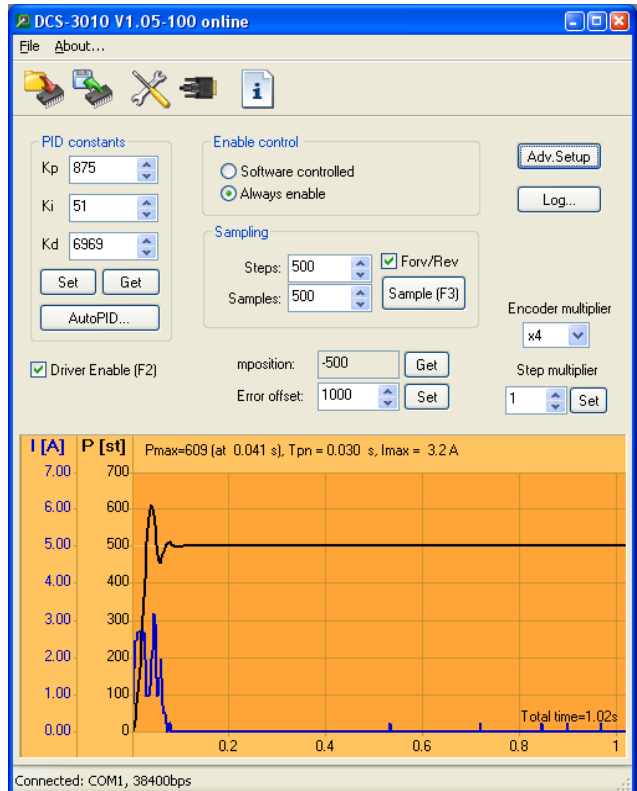 DCS-3010 V1.05-100 online
File About...
i
PID constants
Kp 875
Ki 51
Kd 6969
Set Get
AutoPID...
Enable control
Software controlled
Always enable
Adv.Setup
Log...
Sampling
Steps: 500 Forv/Rev
Samples: 500 Sample (F3)
Encoder multiplier
x4
Driver Enable (F2)
mposition: -500 Get
Error offset: 1000 Set
Step multiplier
1 Set
I [A] P [st] Pmax=609 (at 0.041 s), Tpn = 0.030 s, Imax = 3.2 A
7.00 700
6.00 600
5.00 500
4.00 400
3.00 300
2.00 200
1.00 100
0.00 0
Total time=1.02s
0.2 0.4 0.6 0.8 1
Connected: COM1, 38400bps